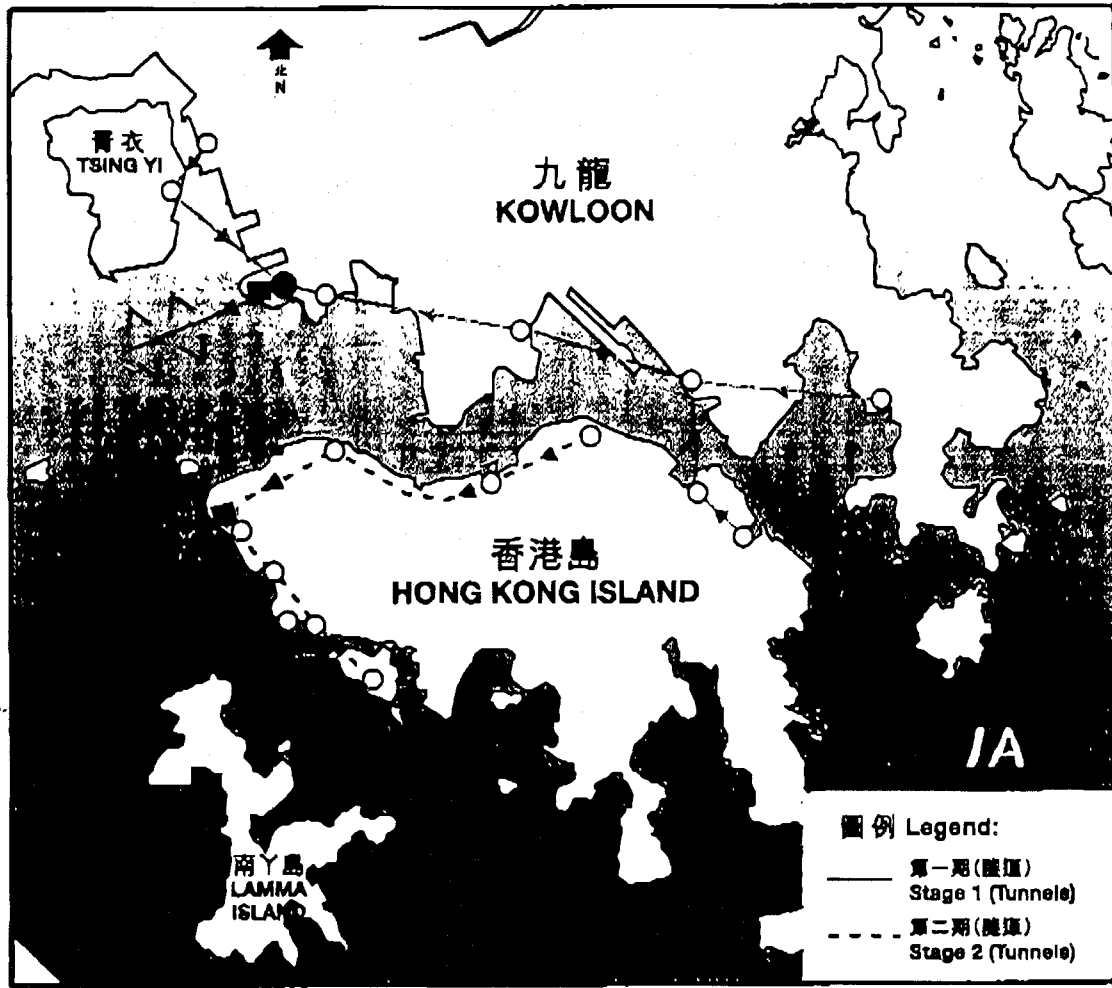 北
N
青衣
TSING YI
九龍
KOWLOON
香港島
HONG KONG ISLAND
南丫島
LAMMA
ISLAND
1A
圖例 Legend:
第一期(隧道)
Stage 1 (Tunnels)
第二期(隧道)
Stage 2 (Tunnels)